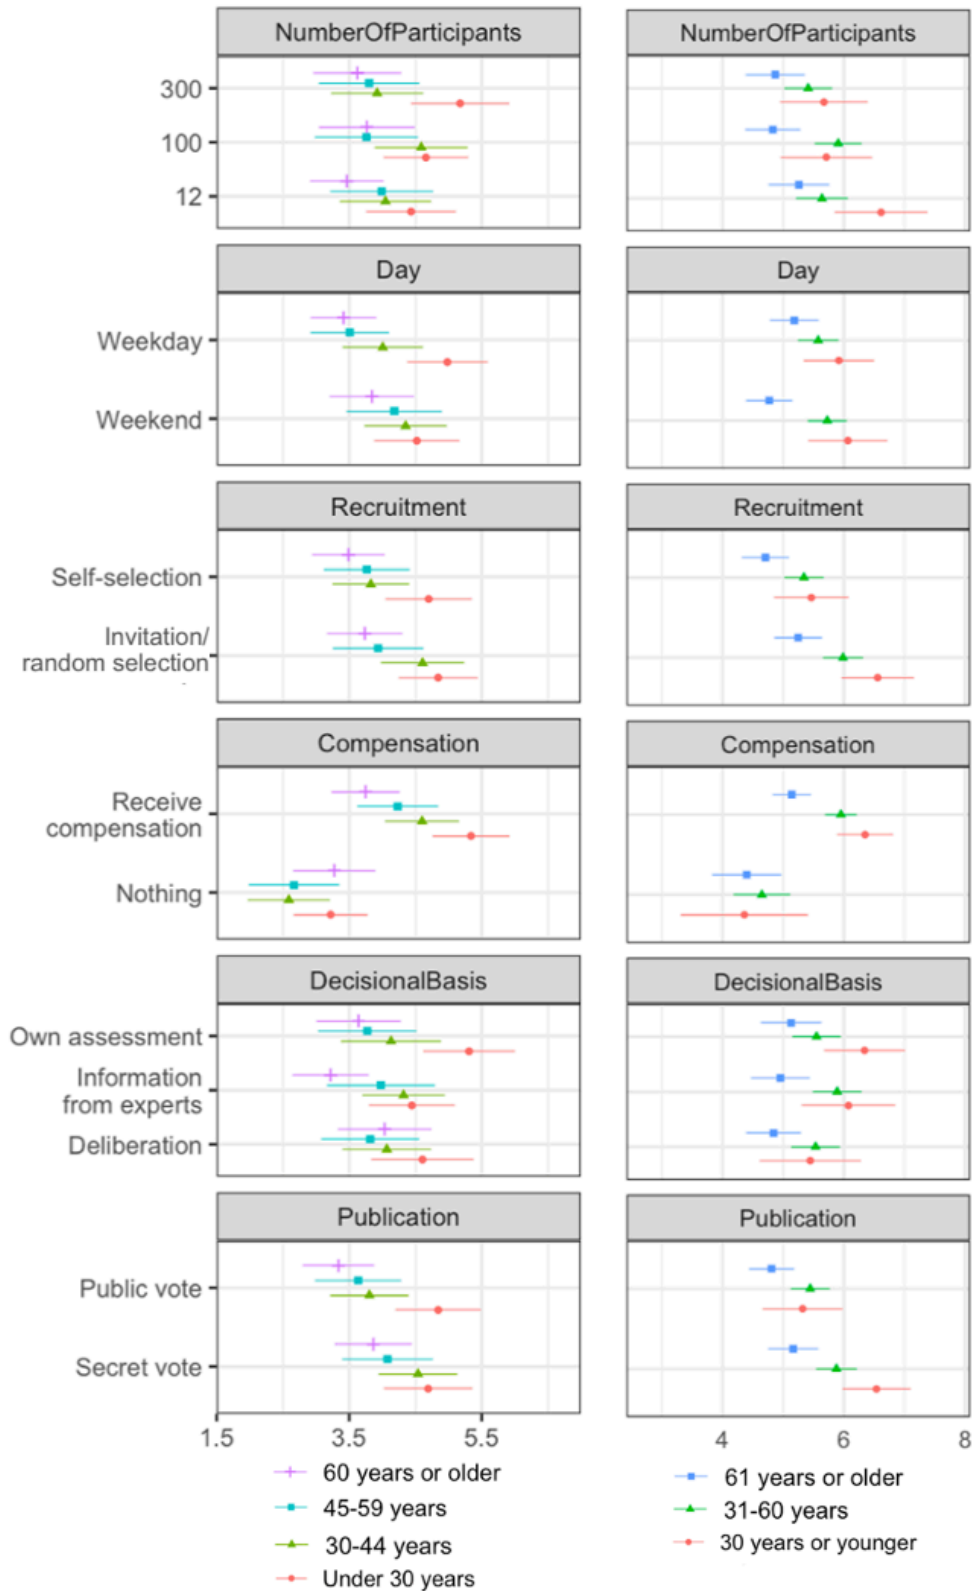 NumberOfParticipants NumberOfParticipants
300
100
12
Day Day
Weekday
Weekend
Recruitment Recruitment
Self-selection
Invitation/
random selection
Compensation Compensation
Receive
compensation
Nothing
DecisionalBasis DecisionalBasis
Own assessment
Information
from experts
Deliberation
Publication Publication
Public vote
Secret vote
1.5 3.5 5.5 4 6 8
60 years or older 61 years or older
45-59 years 31-60 years
30-44 years 30 years or younger
Under 30 years